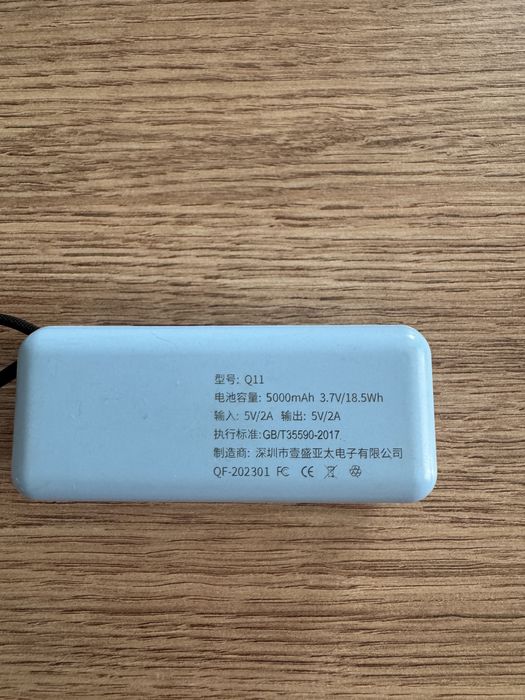 型号: Q11
电池容量: 5000mAh 3.7V/18.5Wh
输入: 5V/2A 输出: 5V/2A
执行标准:GB/T35590-2017
制造商: 深圳市壹盛亚太电子有限公司
QF-202301 FC CE